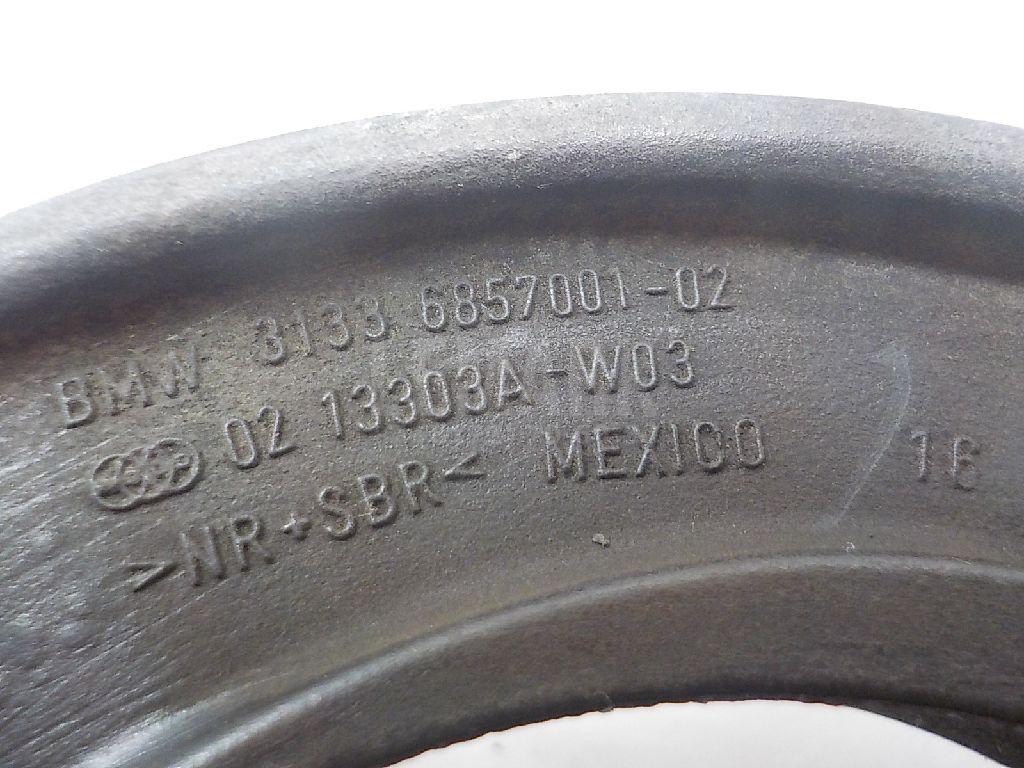 BMW 3133 6857001-02
02 13303A-W03
>NR+SBR< MEXICO 16